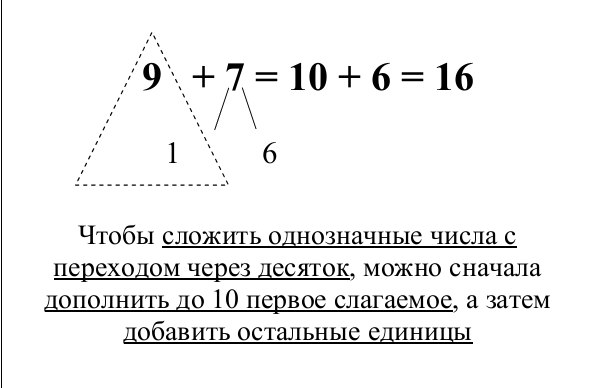 9 + 7 = 10 + 6 = 16
1 6
Чтобы сложить однозначные числа с
переходом через десяток, можно сначала
дополнить до 10 первое слагаемое, а затем
добавить остальные единицы